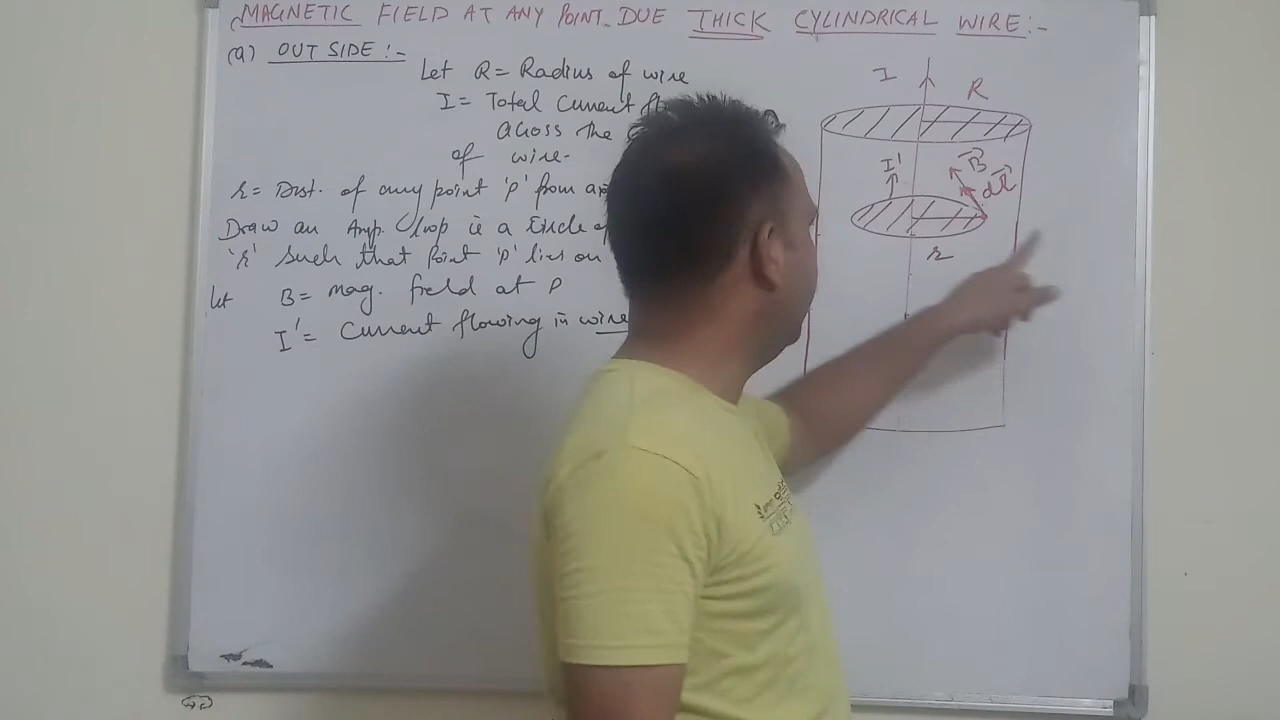 MAGNETIC FIELD AT ANY POINT DUE THICK CYLINDRICAL WIRE:-
(a) OUT SIDE :-
Let R = Radius of wire
I = Total Current
across the
of wire-
r = Dist. of any point 'P' from
Draw an Amp. loop is a Circle
'r' Such that Point 'P' lies on
let B = mag. field at P
I' = Current flowing in wire
I
R
I'
B
dl
r